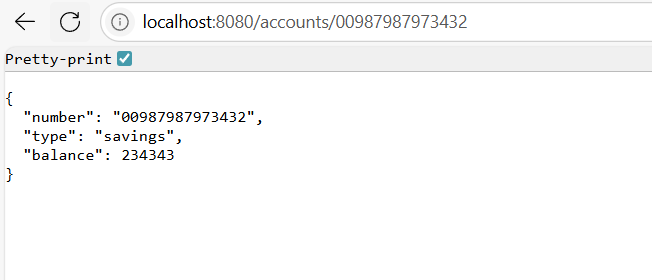 localhost:8080/accounts/00987987973432
Pretty-print
{
  "number": "00987987973432",
  "type": "savings",
  "balance": 234343
}